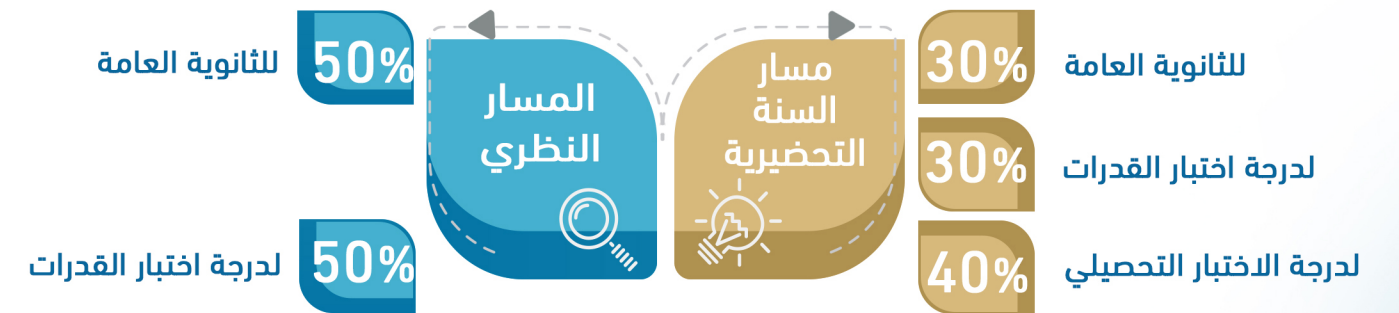 مسار
السنة
التحضيرية
30% للثانوية العامة
30% لدرجة اختبار القدرات
40% لدرجة الاختبار التحصيلي
المسار
النظري
50% للثانوية العامة
50% لدرجة اختبار القدرات